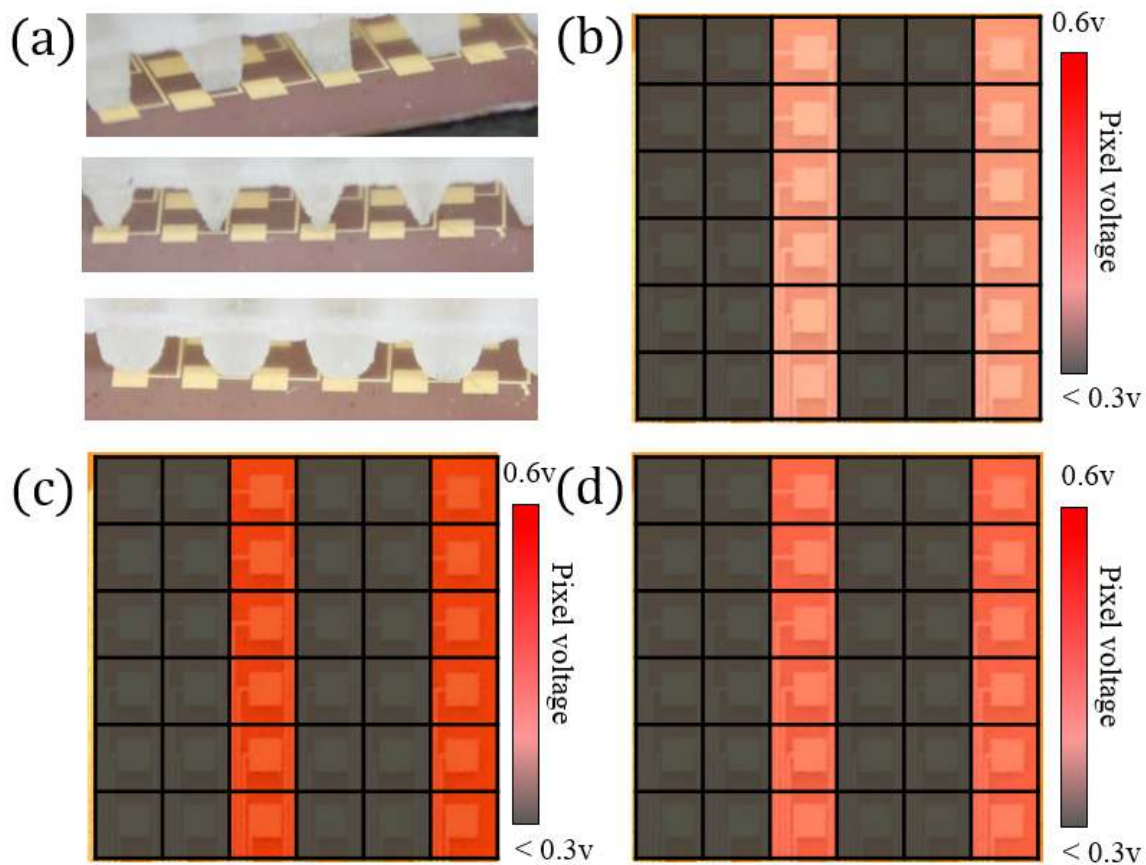 (a)
(b)
0.6v
Pixel voltage
< 0.3v
(c)
0.6v
Pixel voltage
< 0.3v
(d)
0.6v
Pixel voltage
< 0.3v